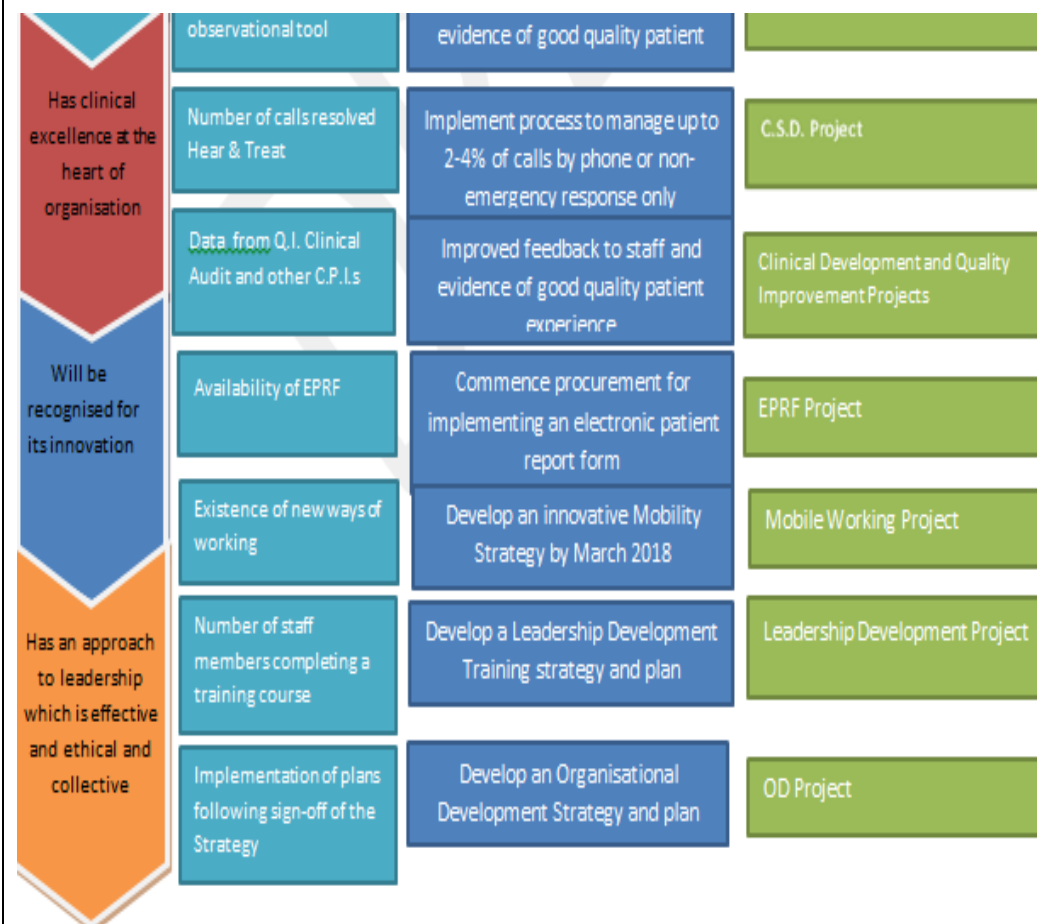 observational tool
evidence of good quality patient
Has clinical
excellence at the
heart of
organisation
Number of calls resolved
Hear & Treat
Implement process to manage up to
2-4% of calls by phone or non-
emergency response only
C.S.D. Project
Data from Q.I. Clinical
Audit and other C.P.I.s
Improved feedback to staff and
evidence of good quality patient
experience
Clinical Development and Quality
Improvement Projects
Will be
recognised for
its innovation
Availability of EPRF
Commence procurement for
implementing an electronic patient
report form
EPRF Project
Existence of new ways of
working
Develop an innovative Mobility
Strategy by March 2018
Mobile Working Project
Has an approach
to leadership
which is effective
and ethical and
collective
Number of staff
members completing a
training course
Develop a Leadership Development
Training strategy and plan
Leadership Development Project
Implementation of plans
following sign-off of the
Strategy
Develop an Organisational
Development Strategy and plan
OD Project